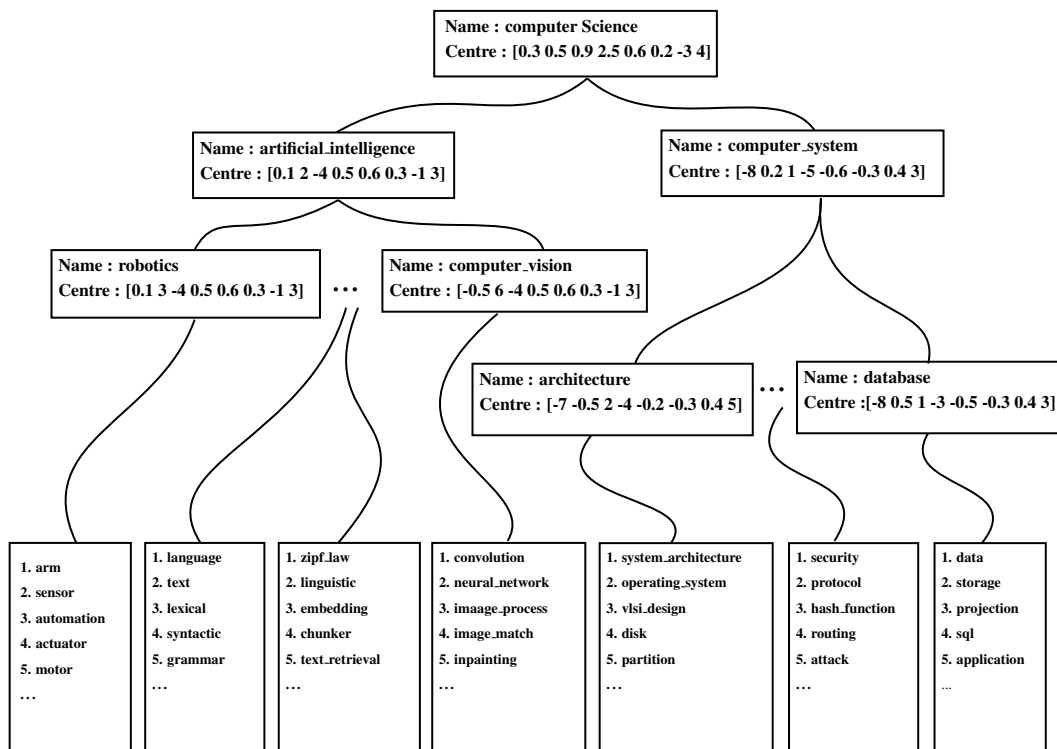 Name : computer Science
Centre : [0.3 0.5 0.9 2.5 0.6 0.2 -3 4]
Name : artificial_intelligence
Centre : [0.1 2 -4 0.5 0.6 0.3 -1 3]
Name : computer_system
Centre : [-8 0.2 1 -5 -0.6 -0.3 0.4 3]
Name : robotics
Centre : [0.1 3 -4 0.5 0.6 0.3 -1 3]
...
Name : computer_vision
Centre : [-0.5 6 -4 0.5 0.6 0.3 -1 3]
Name : architecture
Centre : [-7 -0.5 2 -4 -0.2 -0.3 0.4 5]
...
Name : database
Centre :[-8 0.5 1 -3 -0.5 -0.3 0.4 3]
1. arm
2. sensor
3. automation
4. actuator
5. motor
...
1. language
2. text
3. lexical
4. syntactic
5. grammar
...
1. zipf_law
2. linguistic
3. embedding
4. chunker
5. text_retrieval
...
1. convolution
2. neural_network
3. imaage_process
4. image_match
5. inpainting
...
1. system_architecture
2. operating_system
3. vlsi_design
4. disk
5. partition
...
1. security
2. protocol
3. hash_function
4. routing
5. attack
...
1. data
2. storage
3. projection
4. sql
5. application
...